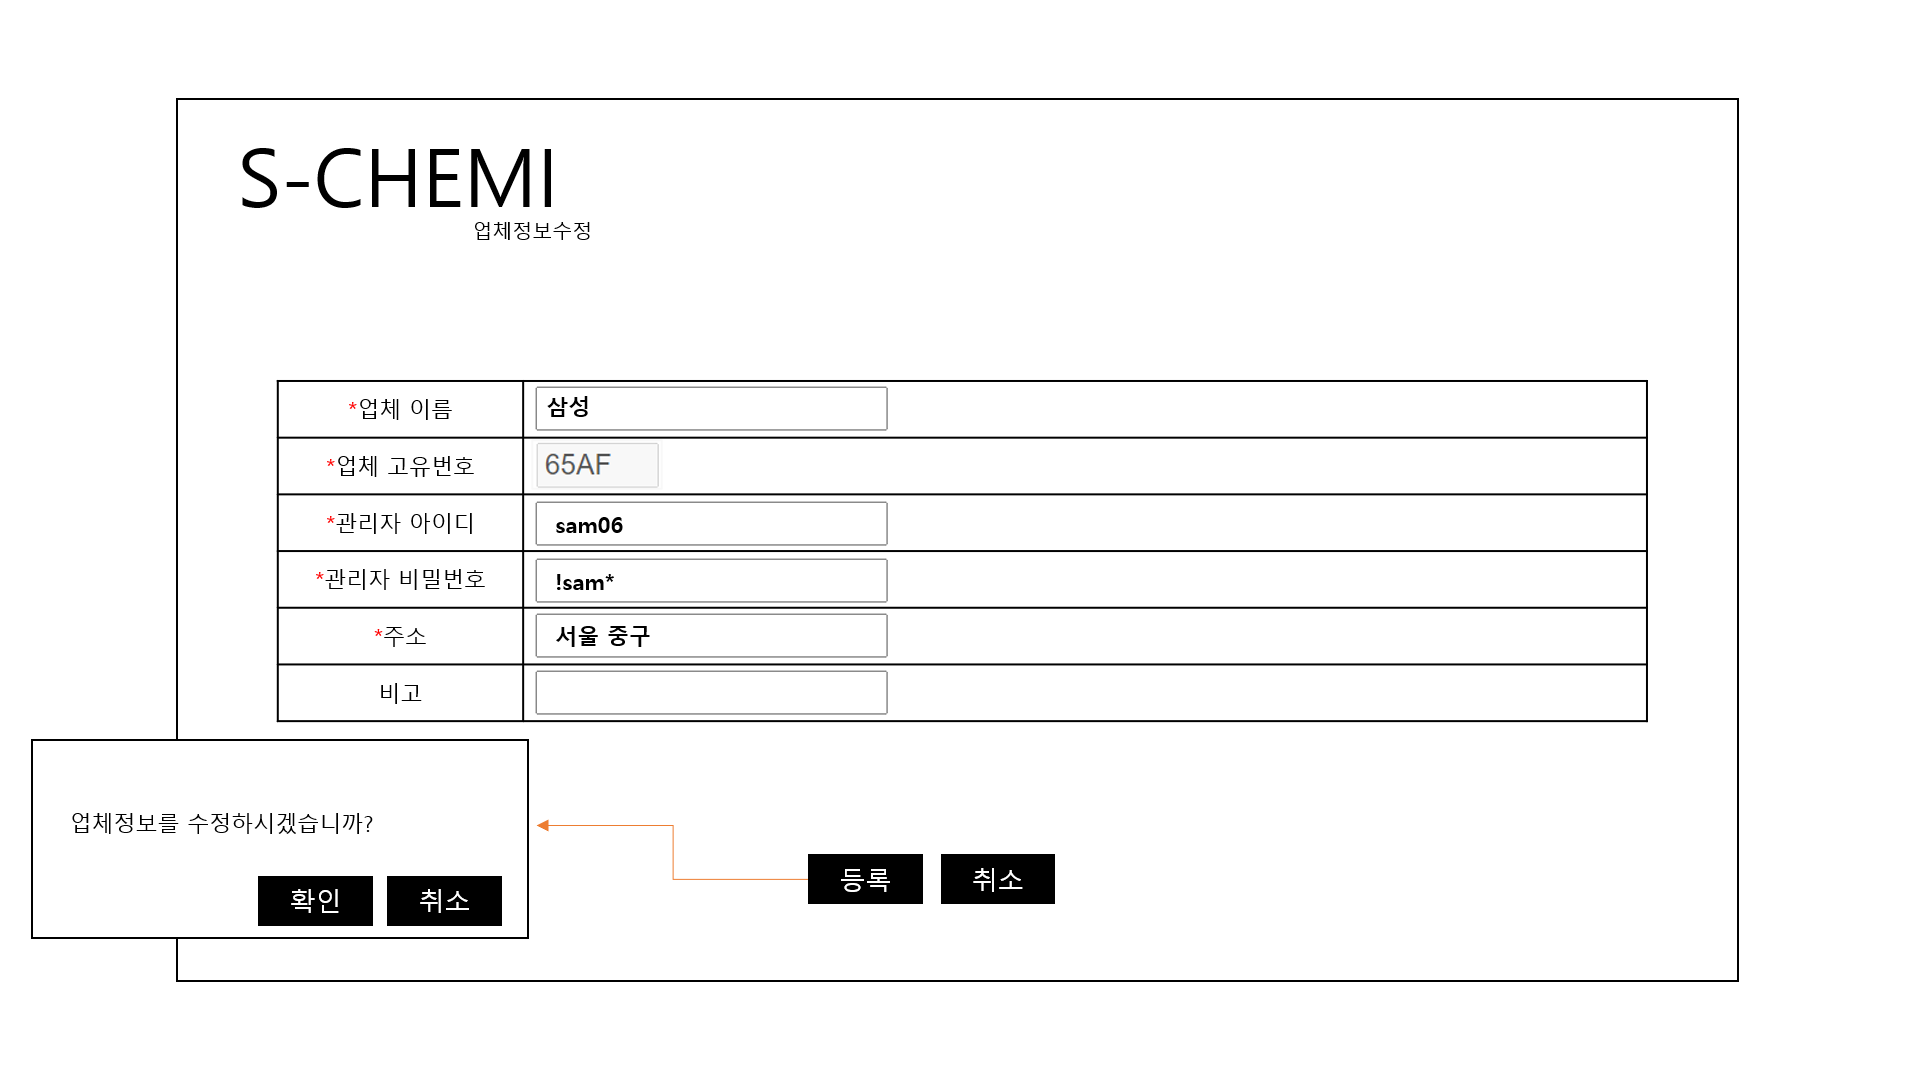 S-CHEMI
업체정보수정
*업체 이름 삼성
*업체 고유번호 65AF
*관리자 아이디 sam06
*관리자 비밀번호 !sam*
*주소 서울 중구
비고
업체정보를 수정하시겠습니까?
확인 취소
등록 취소